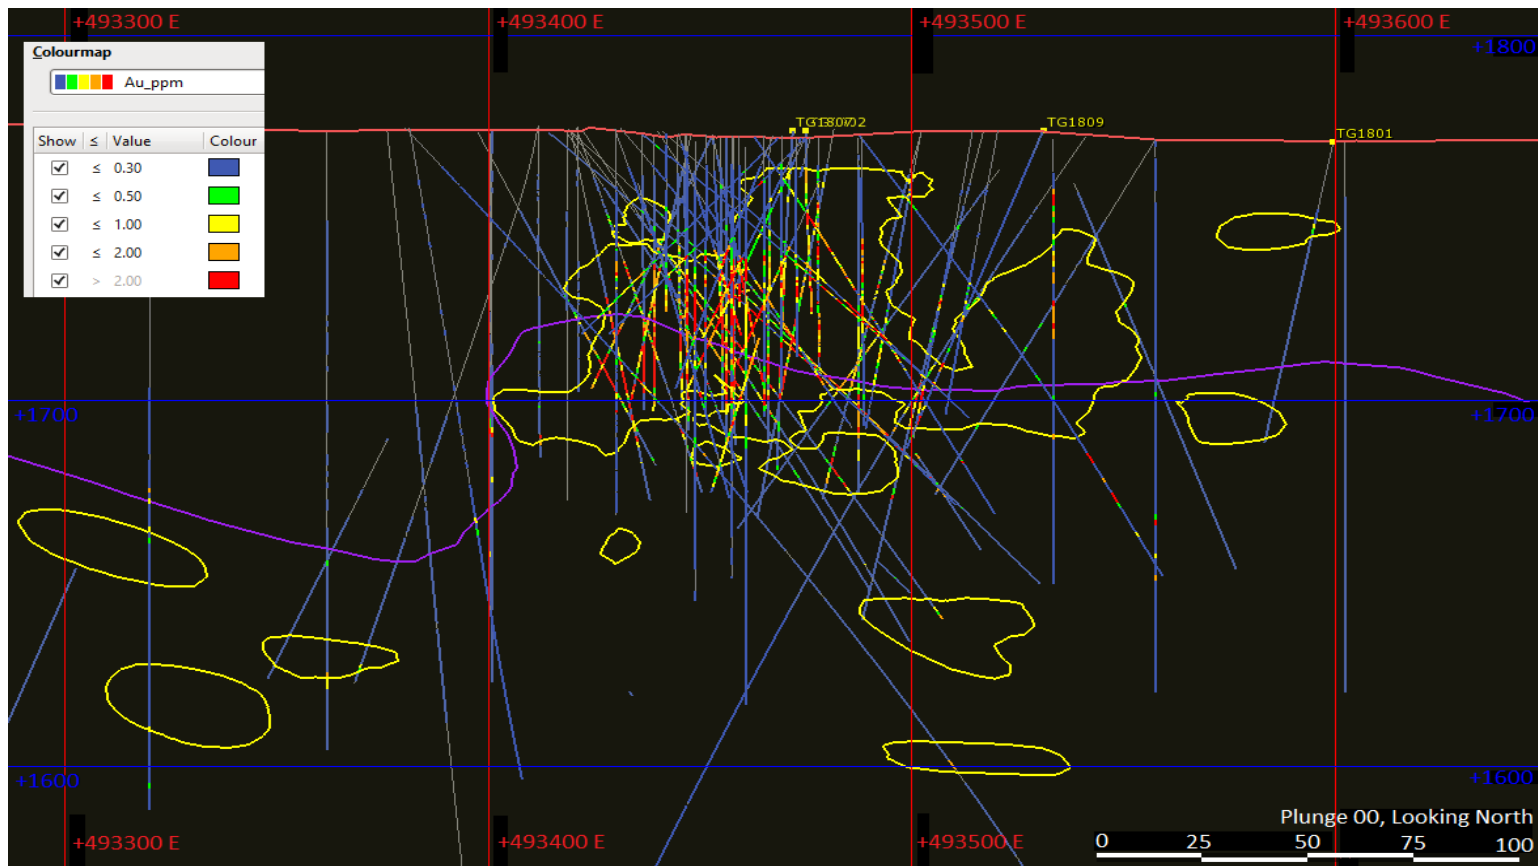 +493300 E
+493400 E
+493500 E
+493600 E
+1800
Colourmap
Au_ppm
Show ≤ Value Colour
≤ 0.30
≤ 0.50
≤ 1.00
≤ 2.00
> 2.00
TG1809
TG1801
+1700
+1700
+1600
+1600
+493300 E
+493400 E
+493500 E
Plunge 00, Looking North
0 25 50 75 100